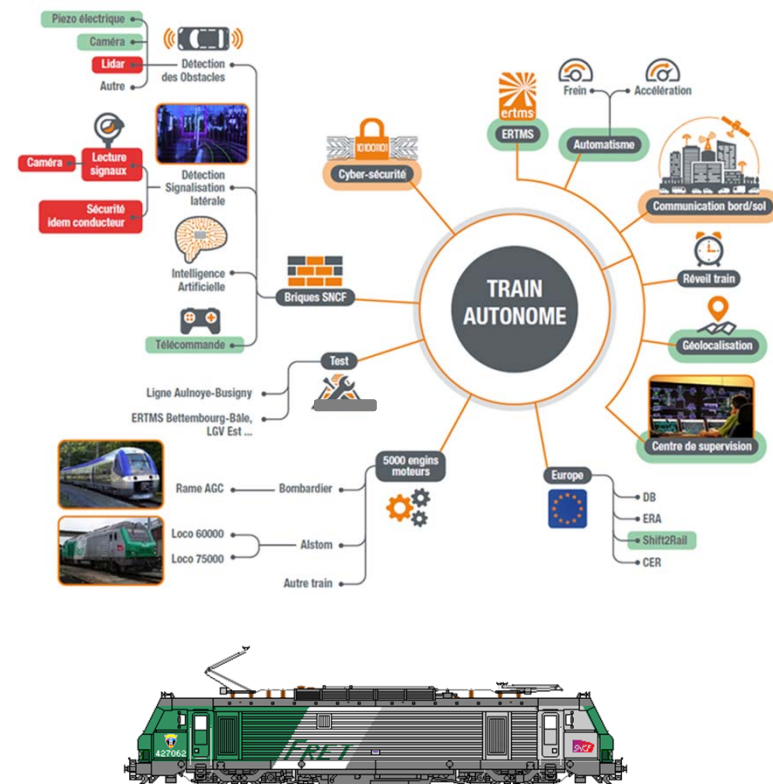 Piezo électrique
Caméra
Lidar
Autre
Détection
des Obstacles
Caméra
Lecture
signaux
Sécurité
idem conducteur
Détection
Signalisation
latérale
Intelligence
Artificielle
Télécommande
Briques SNCF
10100101
Cyber-sécurité
ertms
ERTMS
Frein
Accélération
Automatisme
Communication bord/sol
Réveil train
Géolocalisation
Centre de supervision
TRAIN
AUTONOME
Test
Ligne Aulnoye-Busigny
ERTMS Bettembourg-Bâle,
LGV Est ...
5000 engins
moteurs
Rame AGC
Bombardier
Loco 60000
Loco 75000
Alstom
Autre train
Europe
DB
ERA
Shift2Rail
CER
427062
FRET
SNCF